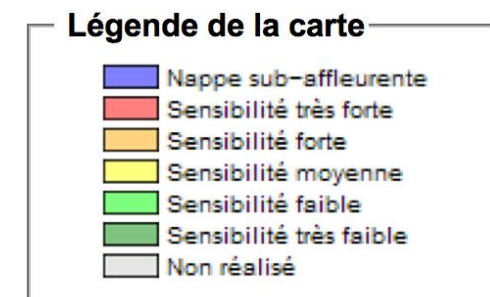 Légende de la carte
Nappe sub-affleurente
Sensibilité très forte
Sensibilité forte
Sensibilité moyenne
Sensibilité faible
Sensibilité très faible
Non réalisé